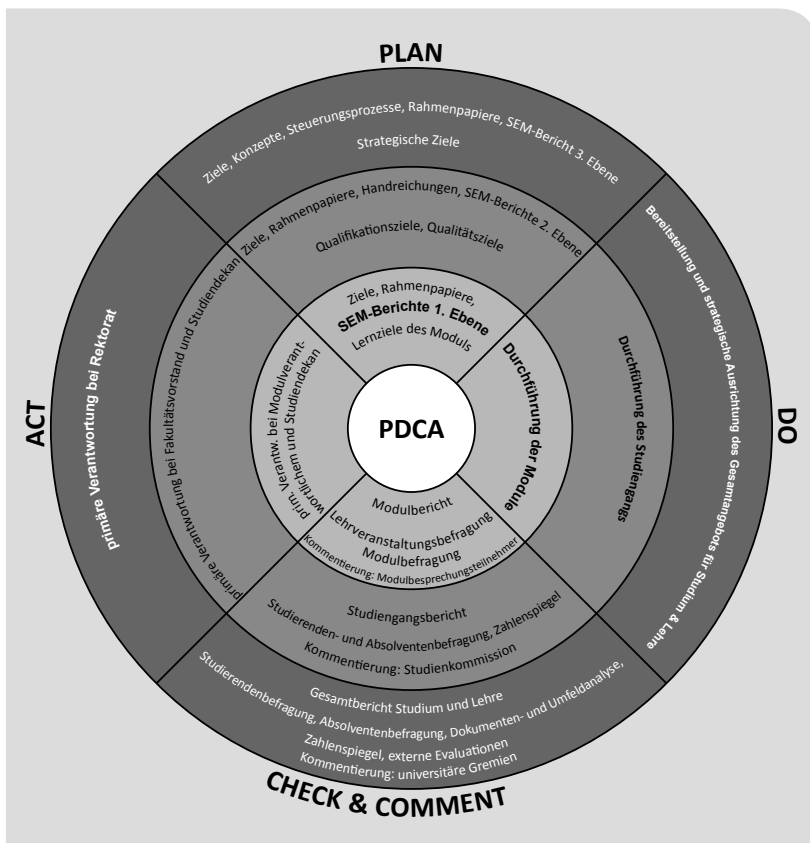 PLAN
Ziele, Konzepte, Steuerungsprozesse, Rahmenpapiere, SEM-Bericht 3. Ebene
Strategische Ziele
Ziele, Rahmenpapiere, Handreichungen, SEM-Berichte 2. Ebene
Qualifikationsziele, Qualitätsziele
Ziele, Rahmenpapiere,
SEM-Berichte 1. Ebene
Lernziele des Moduls
DO
Bereitstellung und strategische Ausrichtung des Gesamtangebots für Studium & Lehre
Durchführung des Studiengangs
Durchführung der Module
PDCA
Modulbericht
Lehrveranstaltungsbefragung
Modulbefragung
Kommentierung: Modulbesprechungsteilnehmer
Studiengangsbericht
Studierenden- und Absolventenbefragung, Zahlenspiegel
Kommentierung: Studienkommission
Gesamtbericht Studium und Lehre
Studierendenbefragung, Absolventenbefragung, Dokumenten- und Umfeldanalyse,
Zahlenspiegel, externe Evaluationen
Kommentierung: universitäre Gremien
CHECK & COMMENT
ACT
primäre Verantwortung bei Rektorat
primäre Verantwortung bei Fakultätsvorstand und Studiendekan
prim. Verantw. bei Modulverant-
wortlichem und Studiendekan